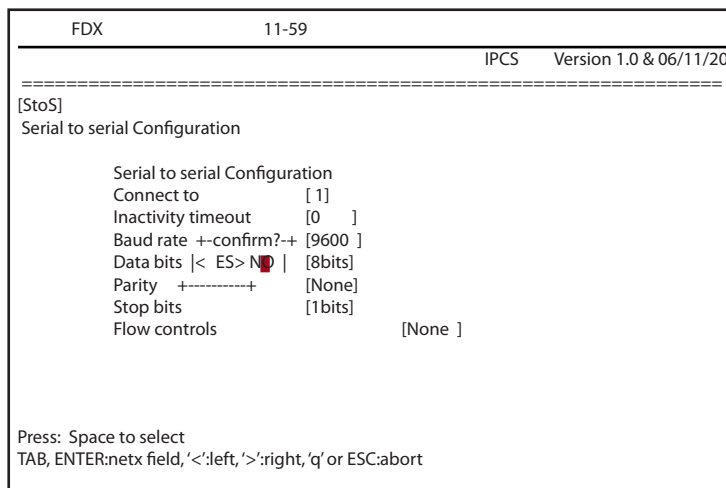 FDX 11-59
IPCS Version 1.0 & 06/11/20
===============================================================
[StoS]
Serial to serial Configuration
Serial to serial Configuration
Connect to [ 1]
Inactivity timeout [0 ]
Baud rate +-confirm?-+ [9600 ]
Data bits |< ES> NO | [8bits]
Parity +----------+ [None]
Stop bits [1bits]
Flow controls [None ]
Press: Space to select
TAB, ENTER:netx field, '<':left, '>':right, 'q' or ESC:abort